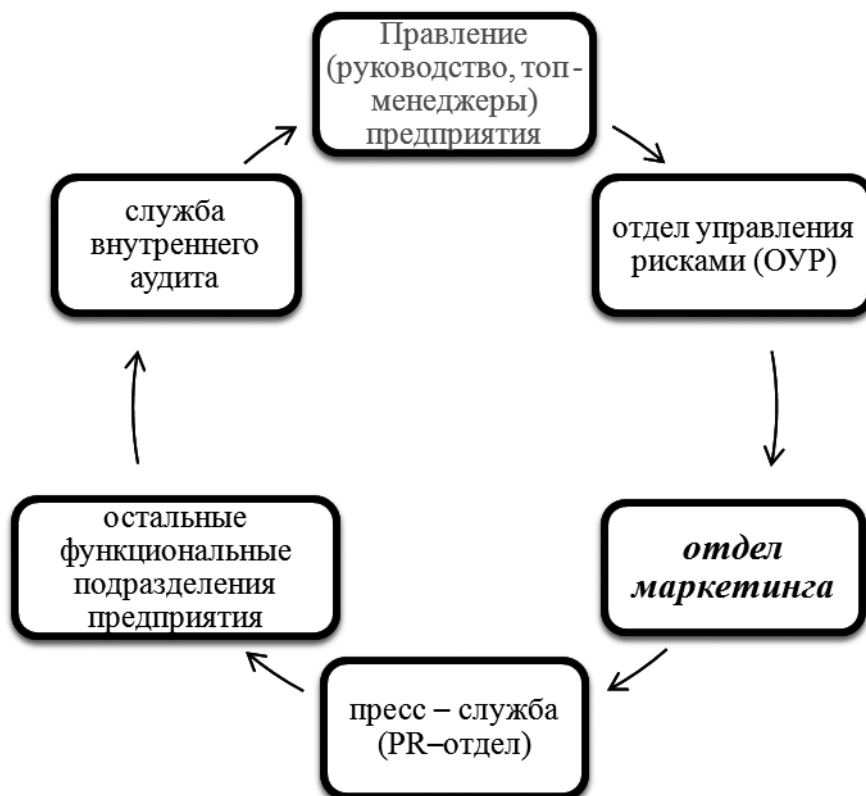 Правление
(руководство, топ -
менеджеры)
предприятия
отдел управления
рисками (ОУР)
отдел
маркетинга
пресс – служба
(PR–отдел)
остальные
функциональные
подразделения
предприятия
служба
внутреннего
аудита